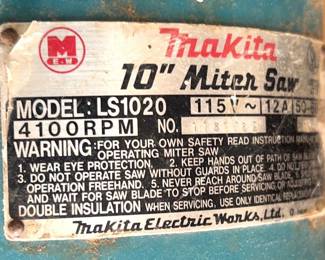 M
E W
Makita
10" Miter Saw
MODEL: LS1020 115V~ 12A 50-
4100RPM NO.
WARNING: FOR YOUR OWN SAFETY READ INSTRUCTION MANUAL
OPERATING MITER SAW
1. WEAR EYE PROTECTION. 2. KEEP HANDS OUT OF PATH OF SAW BLADE
3. DO NOT OPERATE SAW WITHOUT GUARDS IN PLACE. 4. DO NOT
OPERATION FREEHAND. 5. NEVER REACH AROUND SAW BLADE.
AND WAIT FOR SAW BLADE TO STOP BEFORE SERVICING, ADJUSTING
DOUBLE INSULATION WHEN SERVICING, USE ONLY IDENTICAL
Makita Electric Works, Ltd.